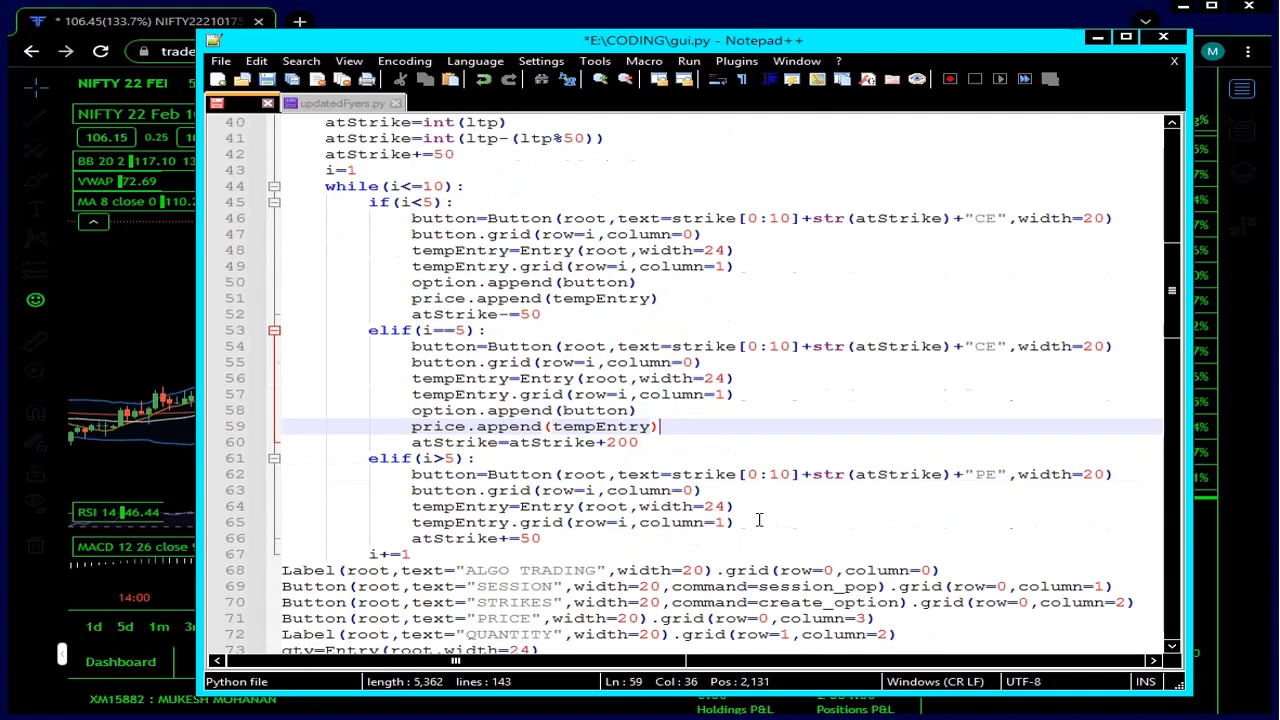 * 106.45(133.7%) NIFTY2221017
*E:\CODING\gui.py - Notepad++
trade
M
File Edit Search View Encoding Language Settings Tools Macro Run Plugins Window ? X
NIFTY 22 FEI 5
updatedFyers.py
NIFTY 22 Feb 10
106.15 0.25 10
BB 20 2 117.10 13
VWAP 72.69
MA 8 close 0 110.2
40 atStrike=int(ltp)
41 atStrike=int(ltp-(ltp%50))
42 atStrike+=50
43 i=1
44 while(i<=10):
45 if(i<5):
46 button=Button(root,text=strike[0:10]+str(atStrike)+"CE",width=20)
47 button.grid(row=i,column=0)
48 tempEntry=Entry(root,width=24)
49 tempEntry.grid(row=i,column=1)
50 option.append(button)
51 price.append(tempEntry)
52 atStrike-=50
53 elif(i==5):
54 button=Button(root,text=strike[0:10]+str(atStrike)+"CE",width=20)
55 button.grid(row=i,column=0)
56 tempEntry=Entry(root,width=24)
57 tempEntry.grid(row=i,column=1)
58 option.append(button)
59 price.append(tempEntry)
60 atStrike=atStrike+200
61 elif(i>5):
62 button=Button(root,text=strike[0:10]+str(atStrike)+"PE",width=20)
63 button.grid(row=i,column=0)
64 tempEntry=Entry(root,width=24)
65 tempEntry.grid(row=i,column=1)
66 atStrike+=50
67 i+=1
68 Label(root,text="ALGO TRADING",width=20).grid(row=0,column=0)
69 Button(root,text="SESSION",width=20,command=session_pop).grid(row=0,column=1)
70 Button(root,text="STRIKES",width=20,command=create_option).grid(row=0,column=2)
71 Button(root,text="PRICE",width=20).grid(row=0,column=3)
72 Label(root,text="QUANTITY",width=20).grid(row=1,column=2)
73 qty=Entry(root,width=24)
RSI 14 46.44
MACD 12 26 close 9
14:00
1d 5d 1m 3
Dashboard
Python file length : 5,362 lines : 143 Ln : 59 Col : 36 Pos : 2,131 Windows (CR LF) UTF-8 INS
XM15882 : MUKESH MOHANAN
Holdings P&L Positions P&L